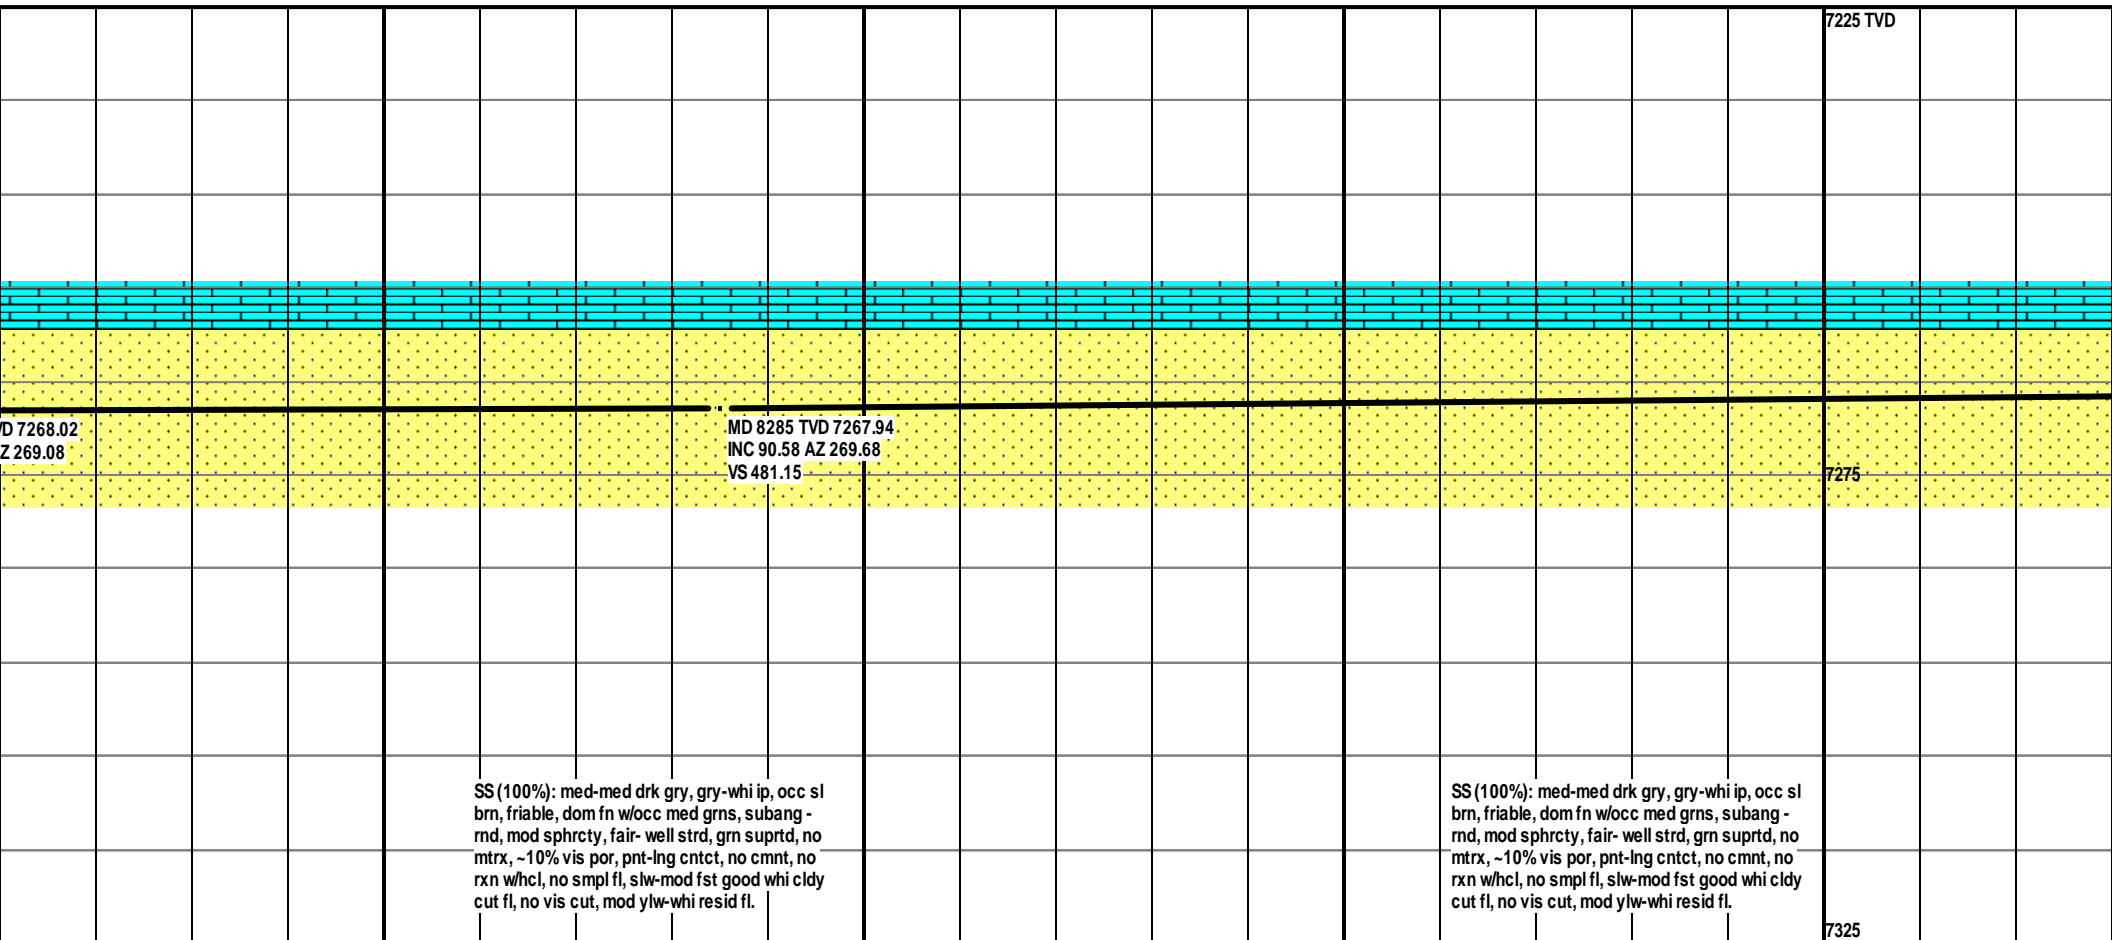 7225 TVD
VD 7268.02
Z 269.08
MD 8285 TVD 7267.94
INC 90.58 AZ 269.68
VS 481.15
7275
SS (100%): med-med drk gry, gry-whi ip, occ sl
brn, friable, dom fn w/occ med grns, subang -
rnd, mod sphrcty, fair- well strd, grn suprtd, no
mtrx, ~10% vis por, pnt-lng cntct, no cmnt, no
rxn w/hcl, no smpl fl, slw-mod fst good whi cldy
cut fl, no vis cut, mod ylw-whi resid fl.
SS (100%): med-med drk gry, gry-whi ip, occ sl
brn, friable, dom fn w/occ med grns, subang -
rnd, mod sphrcty, fair- well strd, grn suprtd, no
mtrx, ~10% vis por, pnt-lng cntct, no cmnt, no
rxn w/hcl, no smpl fl, slw-mod fst good whi cldy
cut fl, no vis cut, mod ylw-whi resid fl.
7325